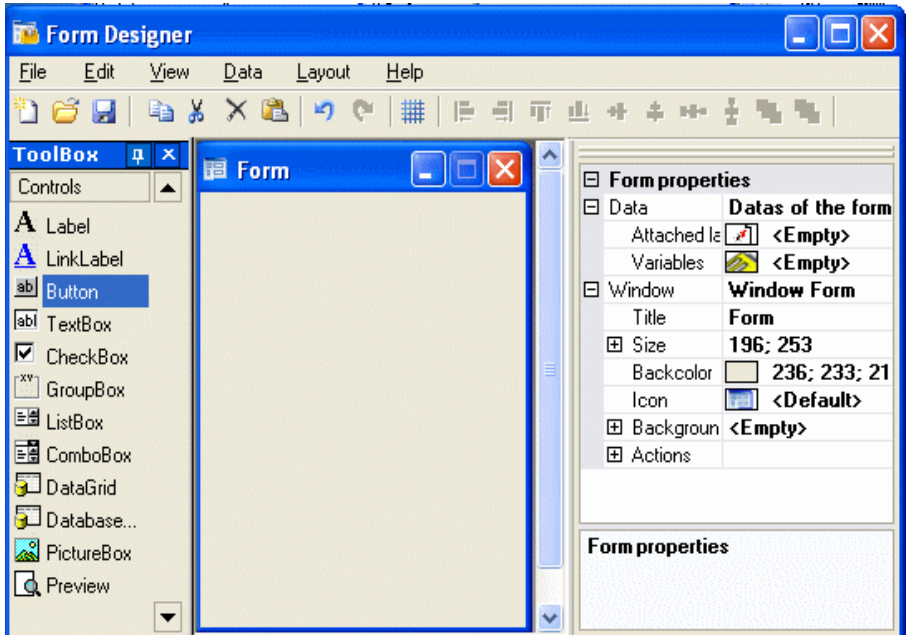 Form Designer
File Edit View Data Layout Help
ToolBox
Controls
Label
LinkLabel
Button
TextBox
CheckBox
GroupBox
ListBox
ComboBox
DataGrid
Database...
PictureBox
Preview
Form
Form properties
Data Datas of the form
Attached la <Empty>
Variables <Empty>
Window Window Form
Title Form
Size 196; 253
Backcolor 236; 233; 21
Icon <Default>
Backgroun <Empty>
Actions
Form properties